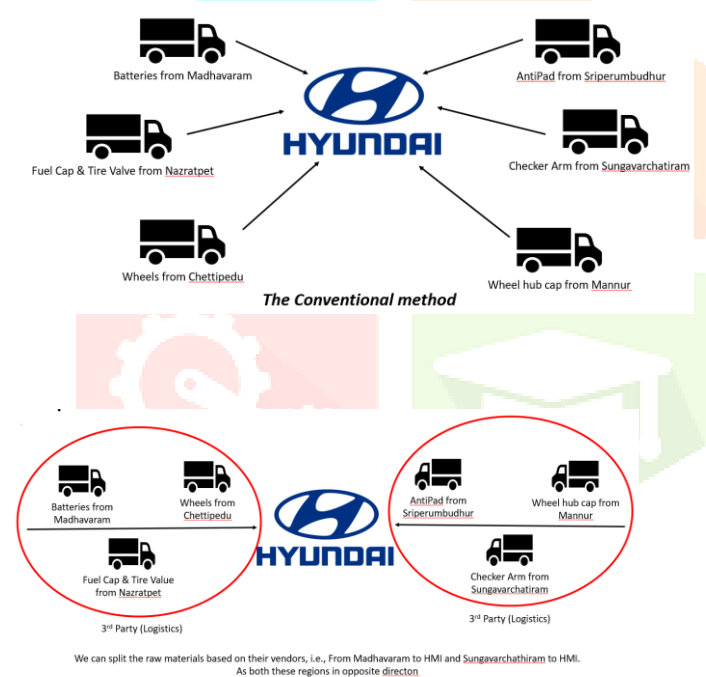 Batteries from Madhavaram
AntiPad from Sriperumbudhur
HYUNDAI
Fuel Cap & Tire Valve from Nazratpet
Checker Arm from Sungavarchatiram
Wheels from Chettipedu
Wheel hub cap from Mannur
The Conventional method
Batteries from
Madhavaram
Wheels from
Chettipedu
Fuel Cap & Tire Value
from Nazratpet
3rd Party (Logistics)
HYUNDAI
AntiPad from
Sriperumbudhur
Wheel hub cap from
Mannur
Checker Arm from
Sungavarchatiram
3rd Party (Logistics)
We can split the raw materials based on their vendors, i.e., From Madhavaram to HMI and Sungavarchathiram to HMI.
As both these regions in opposite directon